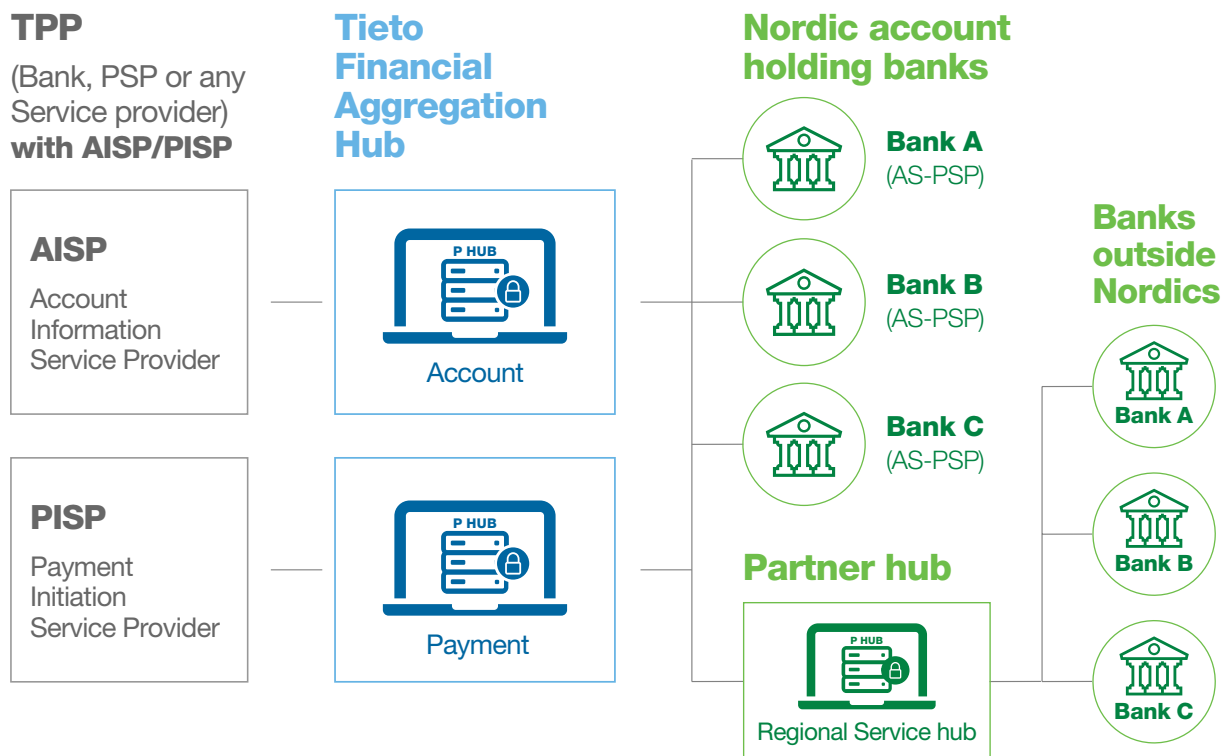 TPP
(Bank, PSP or any
Service provider)
with AISP/PISP
AISP
Account
Information
Service Provider
PISP
Payment
Initiation
Service Provider
Tieto
Financial
Aggregation
Hub
P HUB
Account
P HUB
Payment
Nordic account
holding banks
Bank A
(AS-PSP)
Bank B
(AS-PSP)
Bank C
(AS-PSP)
Partner hub
P HUB
Regional Service hub
Banks
outside
Nordics
Bank A
Bank B
Bank C